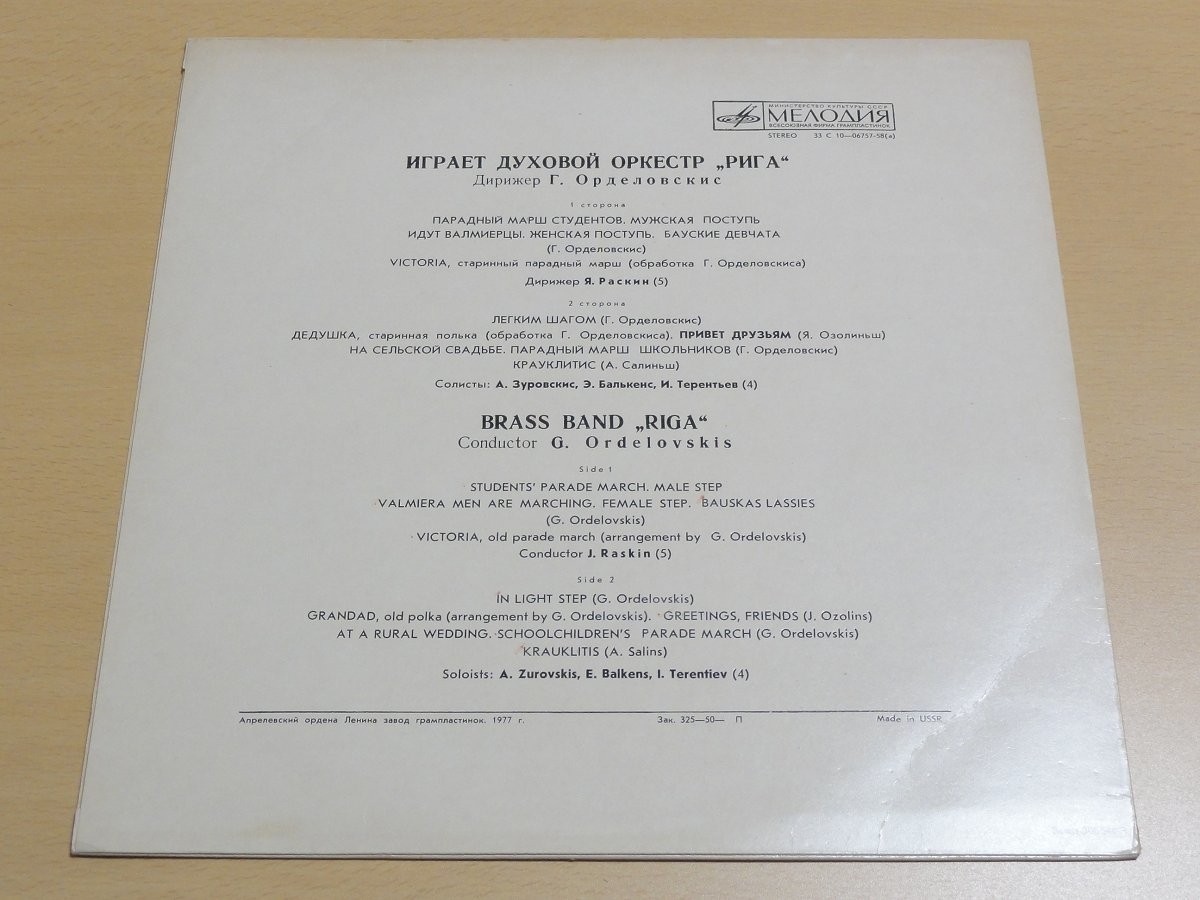 МИНИСТЕРСТВО КУЛЬТУРЫ СССР
МЕЛОДИЯ
ВСЕСОЮЗНАЯ ФИРМА ГРАМПЛАСТИНОК
STEREO 33 С 10—06757-58(а)
ИГРАЕТ ДУХОВОЙ ОРКЕСТР „РИГА“
Дирижер Г. Орделовскис
1 сторона
ПАРАДНЫЙ МАРШ СТУДЕНТОВ. МУЖСКАЯ ПОСТУПЬ
ИДУТ ВАЛМИЕРЦЫ. ЖЕНСКАЯ ПОСТУПЬ. БАУСКИЕ ДЕВЧАТА
(Г. Орделовскис)
VICTORIA, старинный парадный марш (обработка Г. Орделовскиса)
Дирижер Я. Раскин (5)
2 сторона
ЛЕГКИМ ШАГОМ (Г. Орделовскис)
ДЕДУШКА, старинная полька (обработка Г. Орделовскиса). ПРИВЕТ ДРУЗЬЯМ (Я. Озолиньш)
НА СЕЛЬСКОЙ СВАДЬБЕ. ПАРАДНЫЙ МАРШ ШКОЛЬНИКОВ (Г. Орделовскис)
КРАУКЛИТИС (А. Салиньш)
Солисты: А. Зуровскис, Э. Балькенс, И. Терентьев (4)
BRASS BAND „RIGA“
Conductor G. Ordelovskis
Side 1
STUDENTS' PARADE MARCH. MALE STEP
VALMIERA MEN ARE MARCHING. FEMALE STEP. BAUSKAS LASSIES
(G. Ordelovskis)
VICTORIA, old parade march (arrangement by G. Ordelovskis)
Conductor J. Raskin (5)
Side 2
IN LIGHT STEP (G. Ordelovskis)
GRANDAD, old polka (arrangement by G. Ordelovskis). GREETINGS, FRIENDS (J. Ozolins)
AT A RURAL WEDDING. SCHOOLCHILDREN'S PARADE MARCH (G. Ordelovskis)
KRAUKLITIS (A. Salins)
Soloists: A. Zurovskis, E. Balkens, I. Terentiev (4)
Апрелевский ордена Ленина завод грампластинок. 1977 г. Зак. 325—50— П Made in USSR